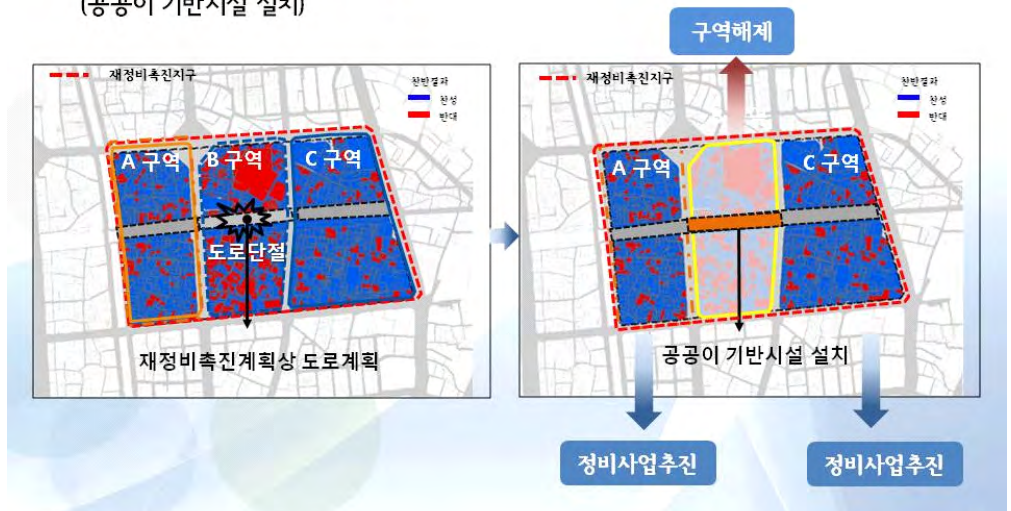 (공공이 기반시설 설치)
구역해제
재정비촉진지구
찬반결과
찬성
반대
A 구역
B 구역
C 구역
도로단절
재정비촉진계획상 도로계획
재정비촉진지구
찬반결과
찬성
반대
A 구역
C 구역
공공이 기반시설 설치
정비사업추진
정비사업추진